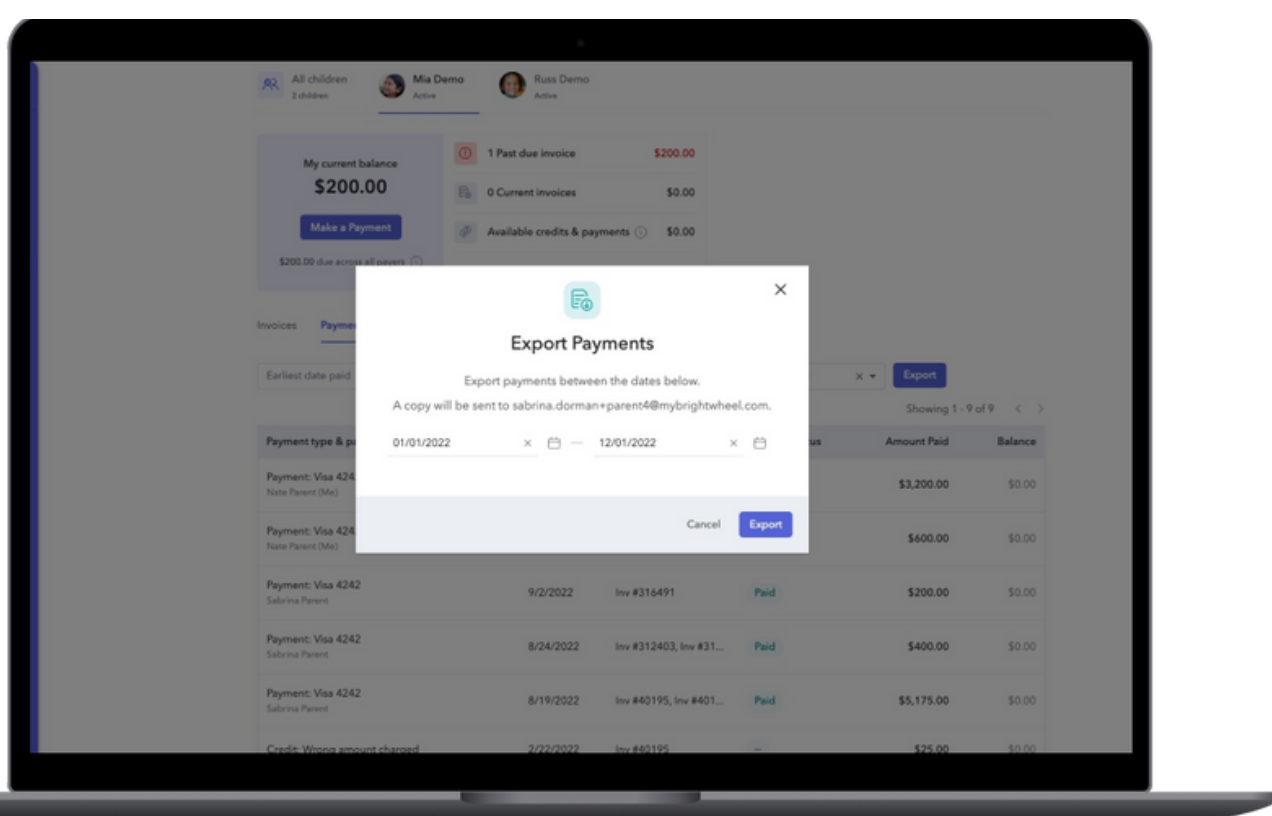 All children
2 children
Mia Demo
Active
Russ Demo
Active
My current balance
$200.00
Make a Payment
$200.00 due across all payers
1 Past due invoice $200.00
0 Current invoices $0.00
Available credits & payments $0.00
Export Payments
Export payments between the dates below.
A copy will be sent to sabrina.dorman+parent4@mybrightwheel.com.
01/01/2022 — 12/01/2022
Cancel Export
Invoices
Earliest date paid Export
Showing 1 - 9 of 9
Payment type & Amount Paid Balance
Payment: Visa $3,200.00 $0.00
Nate Parent (Me)
Payment: Visa $600.00 $0.00
Nate Parent (Me)
Payment: Visa 4242 9/2/2022 Inv #316491 Paid $200.00 $0.00
Sabrina Parent
Payment: Visa 4242 8/24/2022 Inv #312403, Inv #31... Paid $400.00 $0.00
Sabrina Parent
Payment: Visa 4242 8/19/2022 Inv #40195, Inv #401... Paid $5,175.00 $0.00
Sabrina Parent
Credit: Wrong amount charged 2/22/2022 Inv #40195 – $25.00 $0.00